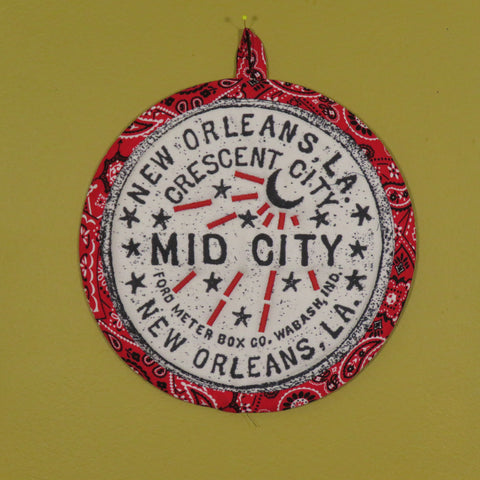 NEW ORLEANS, LA.
CRESCENT CITY
MID CITY
FORD METER BOX CO. WABASH, IND.
NEW ORLEANS, LA.